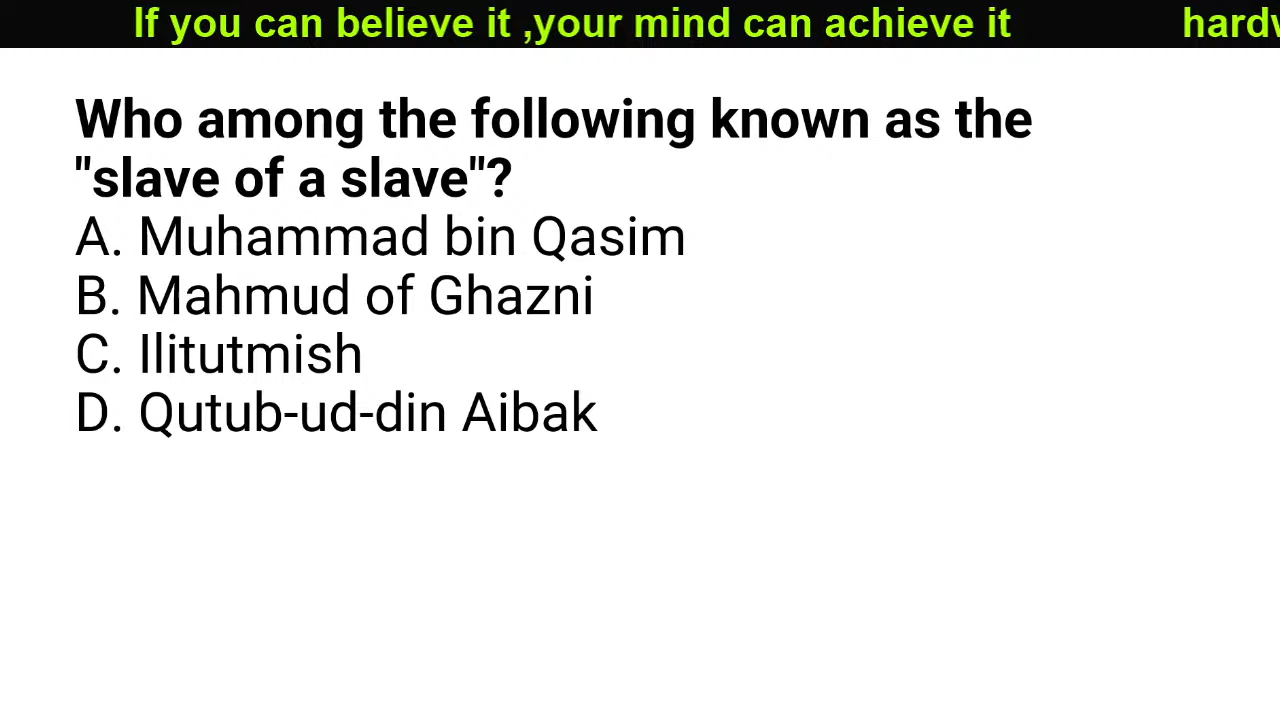 If you can believe it ,your mind can achieve it
Who among the following known as the
"slave of a slave"?
A. Muhammad bin Qasim
B. Mahmud of Ghazni
C. Ilitutmish
D. Qutub-ud-din Aibak